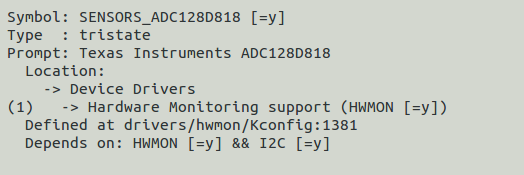 Symbol: SENSORS_ADC128D818 [=y]
Type  : tristate
Prompt: Texas Instruments ADC128D818
  Location:
    -> Device Drivers
(1)   -> Hardware Monitoring support (HWMON [=y])
  Defined at drivers/hwmon/Kconfig:1381
  Depends on: HWMON [=y] && I2C [=y]